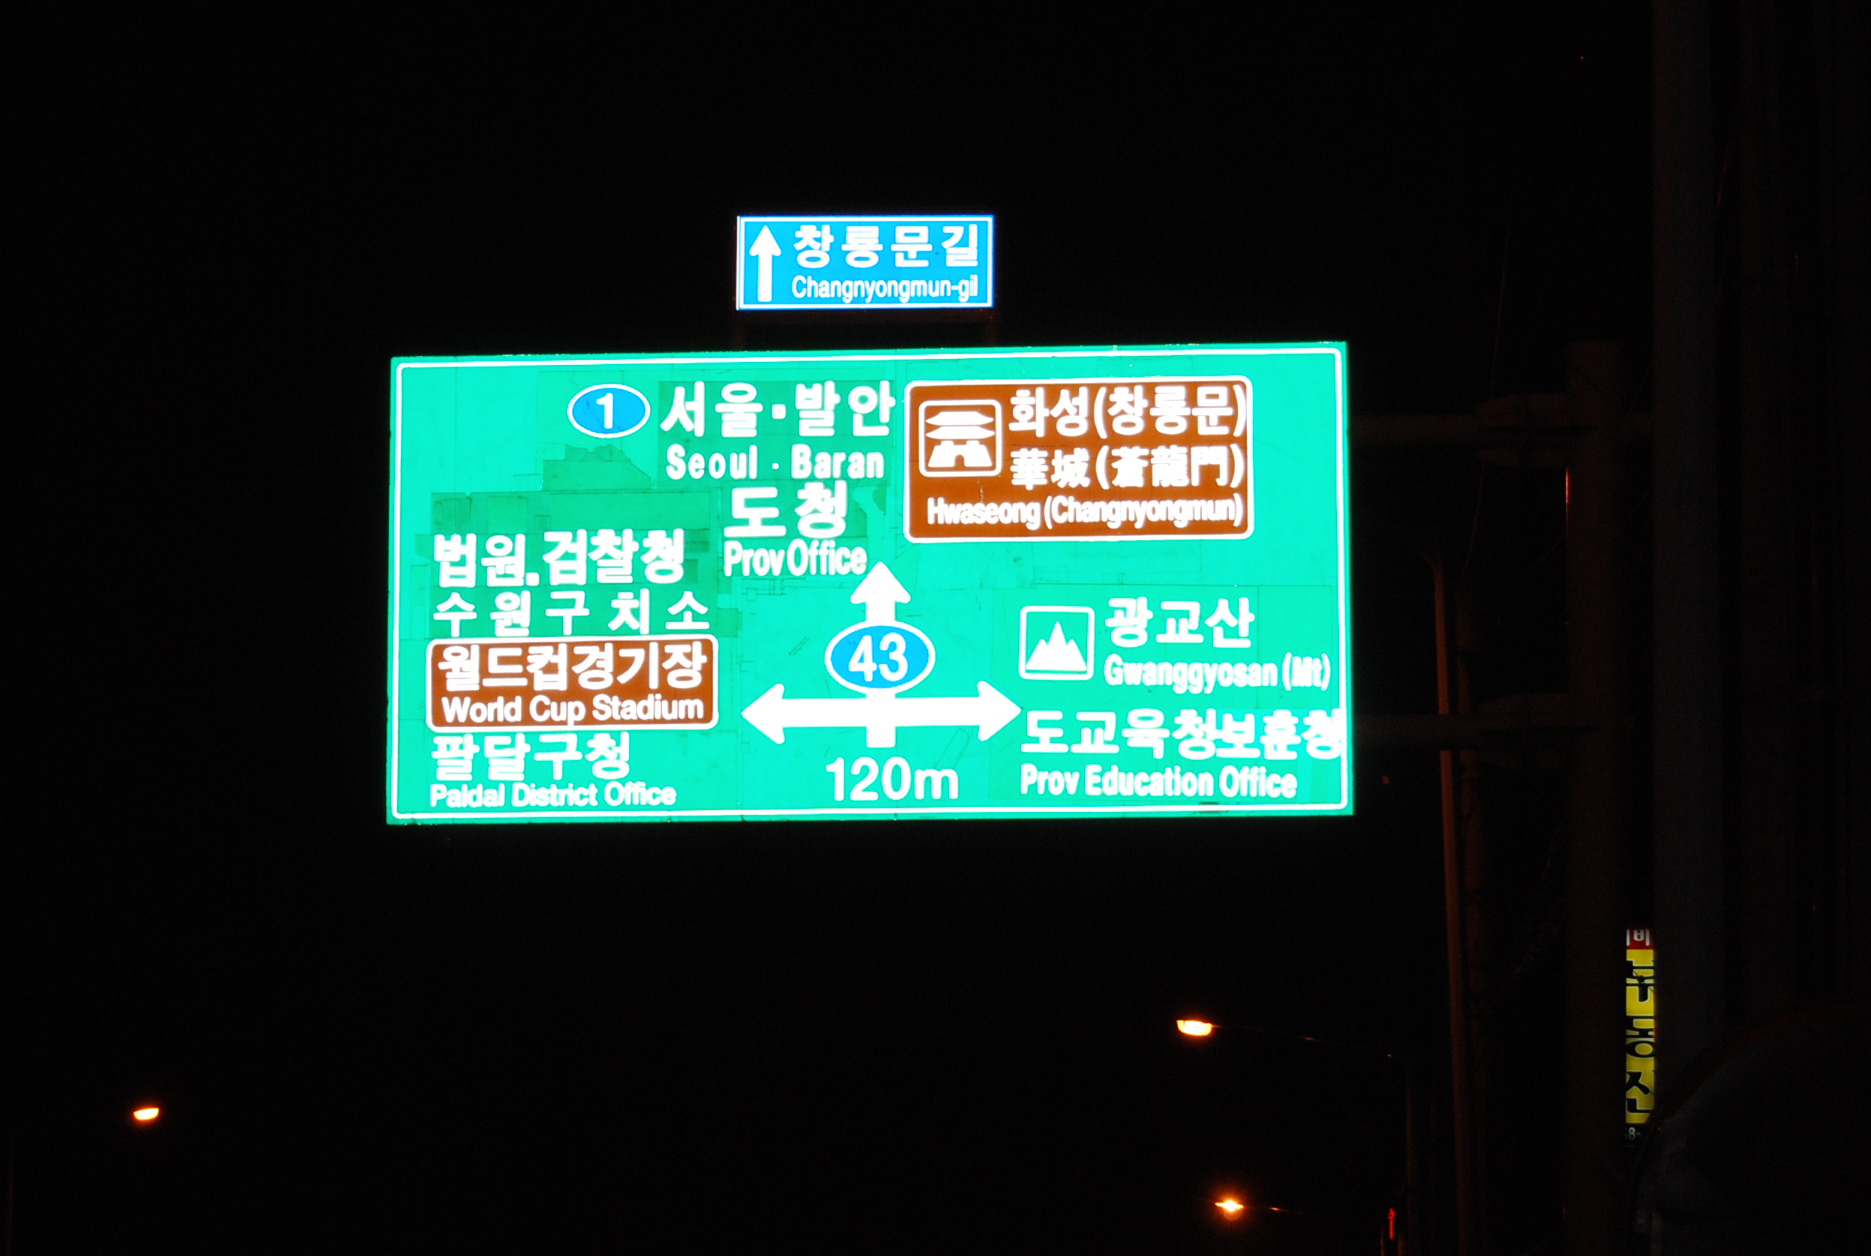 창룡문길
Changnyongmun-gil
1 서울·발안
Seoul · Baran
도청
Prov Office
화성(창룡문)
華城(蒼龍門)
Hwaseong(Changnyongmun)
법원.검찰청
수원구치소
월드컵경기장
World Cup Stadium
팔달구청
Paldal District Office
43
120m
광교산
Gwanggyosan(Mt)
도교육청보훈청
Prov Education Office